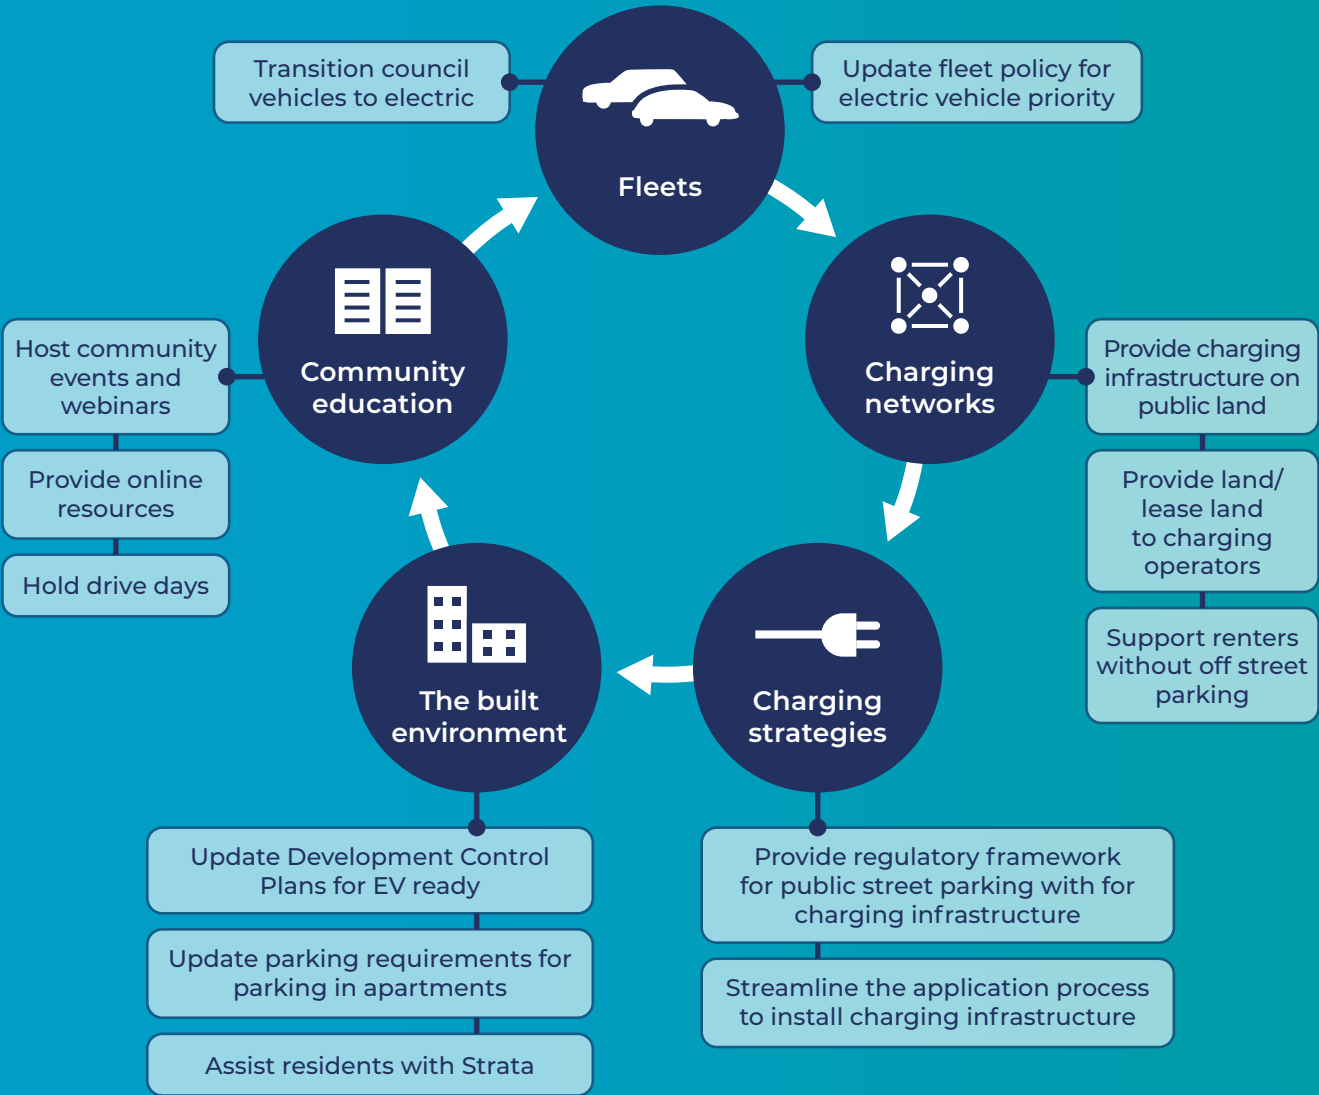 Transition council
vehicles to electric
Update fleet policy for
electric vehicle priority
Fleets
Community
education
Charging
networks
Host community
events and
webinars
Provide online
resources
Hold drive days
Provide charging
infrastructure on
public land
Provide land/
lease land
to charging
operators
Support renters
without off street
parking
The built
environment
Charging
strategies
Update Development Control
Plans for EV ready
Update parking requirements for
parking in apartments
Assist residents with Strata
Provide regulatory framework
for public street parking with for
charging infrastructure
Streamline the application process
to install charging infrastructure